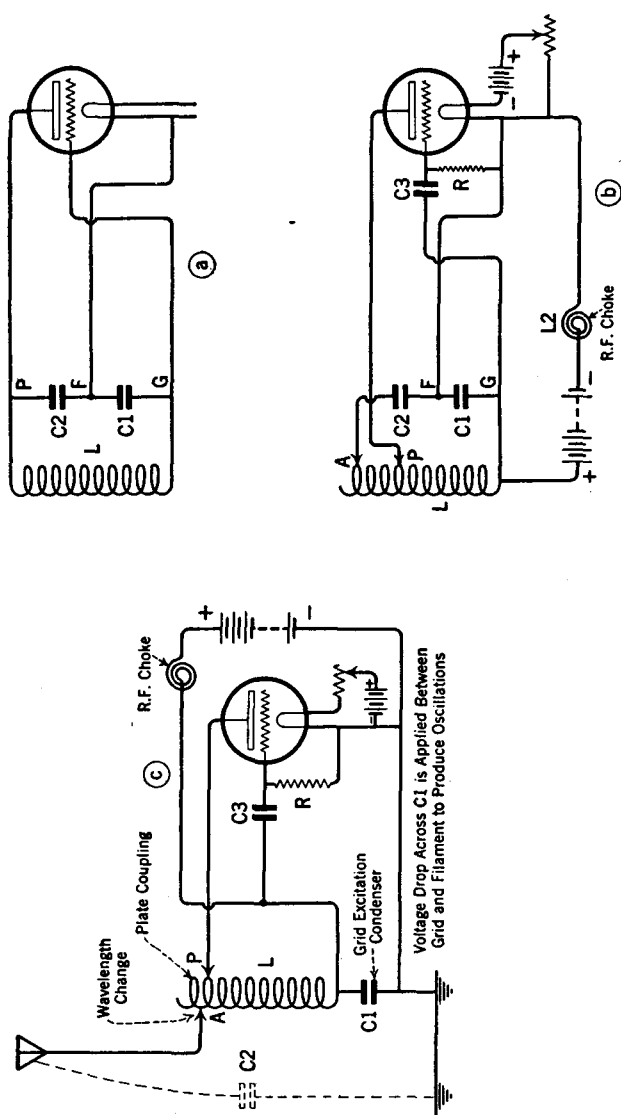 P
C2
F
L
C1
G
a
A
C2
P
F
L
C1
G
C3
R
+
-
+
-
L2
R.F. Choke
b
Wavelength
Change
Plate Coupling
A
P
L
C2
C1
Grid Excitation
Condenser
C3
R
c
R.F. Choke
+
-
-
+
Voltage Drop Across C1 is Applied Between
Grid and Filament to Produce Oscillations